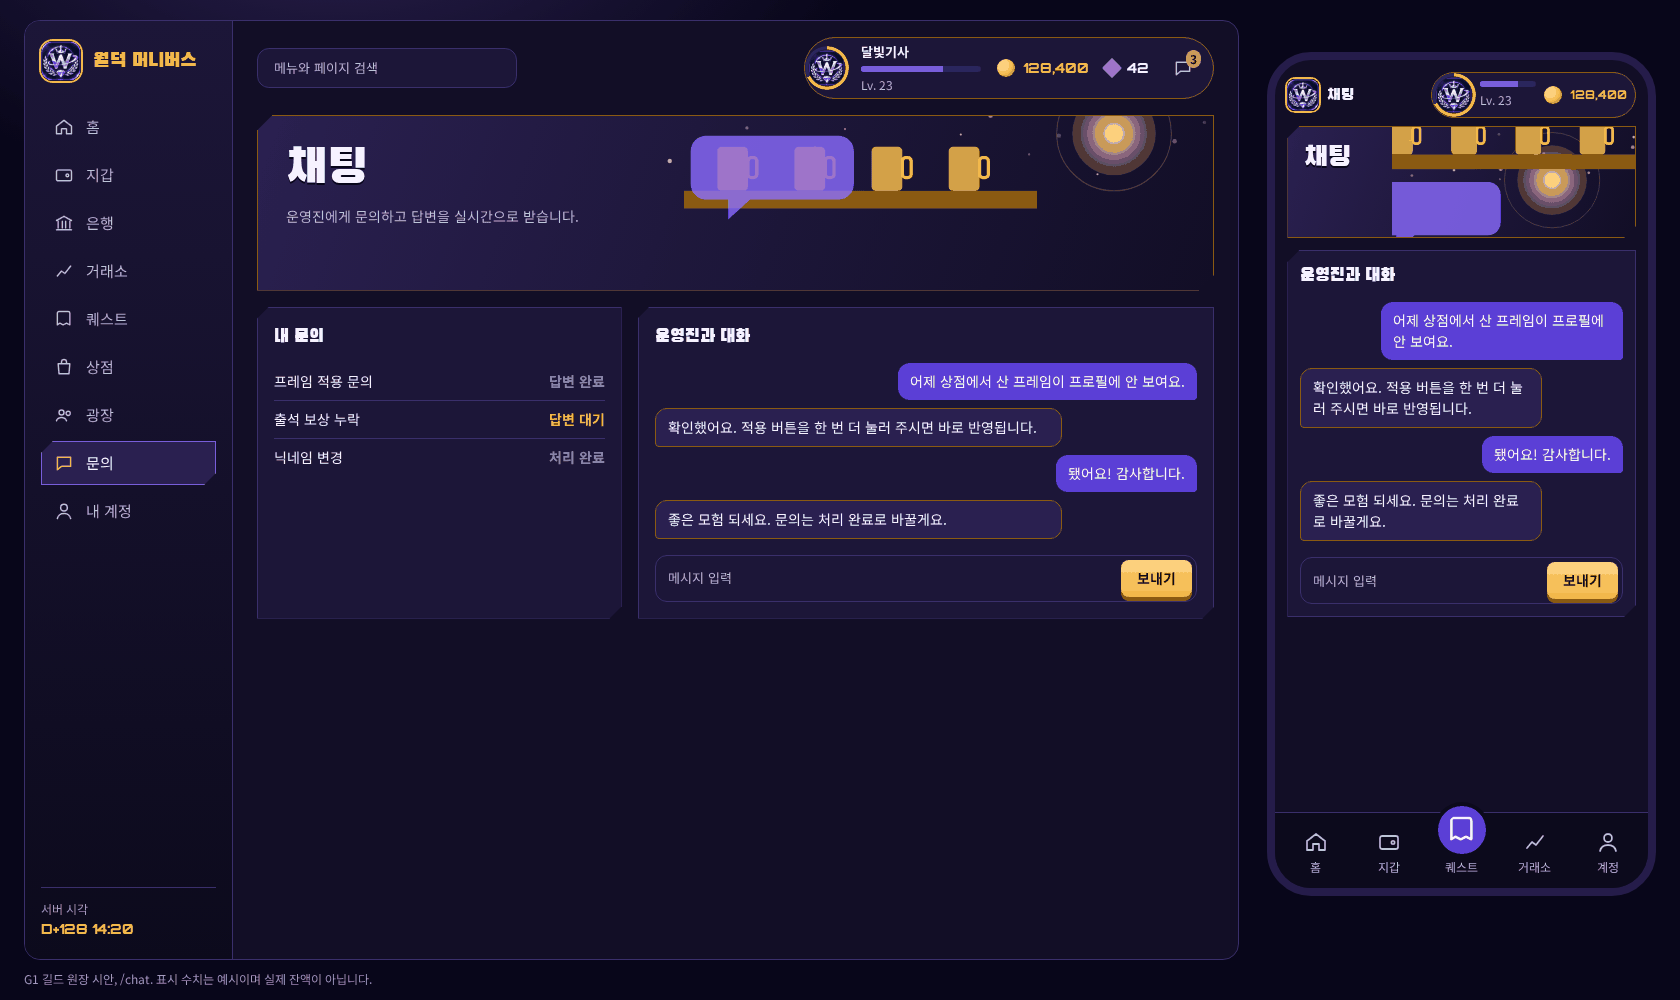 원덕 머니버스
홈
지갑
은행
거래소
퀘스트
상점
광장
문의
내 계정
서버 시각
D+128 14:20
메뉴와 페이지 검색
W
달빛기사
Lv. 23
128,400
42
3
채팅
운영진에게 문의하고 답변을 실시간으로 받습니다.
내 문의
프레임 적용 문의 답변 완료
출석 보상 누락 답변 대기
닉네임 변경 처리 완료
운영진과 대화
어제 상점에서 산 프레임이 프로필에 안 보여요.
확인했어요. 적용 버튼을 한 번 더 눌러 주시면 바로 반영됩니다.
됐어요! 감사합니다.
좋은 모험 되세요. 문의는 처리 완료로 바꿀게요.
메시지 입력 보내기
W
채팅
W
Lv. 23
128,400
채팅
운영진과 대화
어제 상점에서 산 프레임이 프로필에
안 보여요.
확인했어요. 적용 버튼을 한 번 더 눌
러 주시면 바로 반영됩니다.
됐어요! 감사합니다.
좋은 모험 되세요. 문의는 처리 완료
로 바꿀게요.
메시지 입력 보내기
홈 지갑 퀘스트 거래소 계정
G1 길드 원장 시안, /chat. 표시 수치는 예시이며 실제 잔액이 아닙니다.